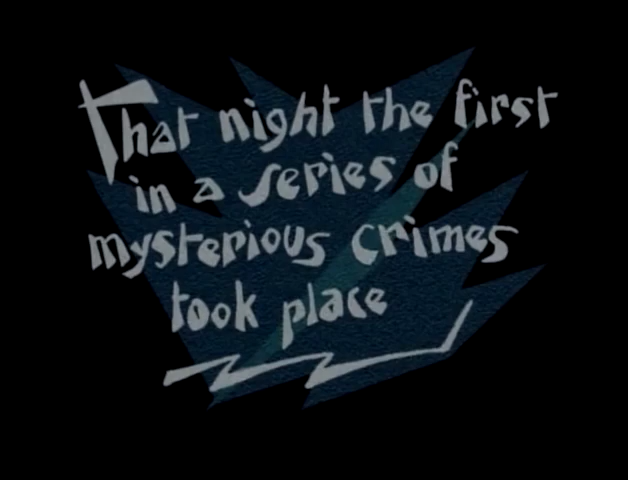 That night the first
in a series of
mysterious crimes
took place